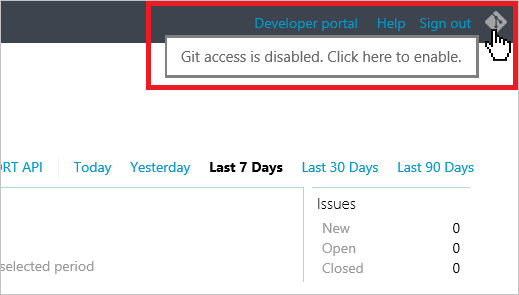 Developer portal Help Sign out
Git access is disabled. Click here to enable.
ORT API Today Yesterday Last 7 Days Last 30 Days Last 90 Days
Issues
New 0
Open 0
selected period Closed 0